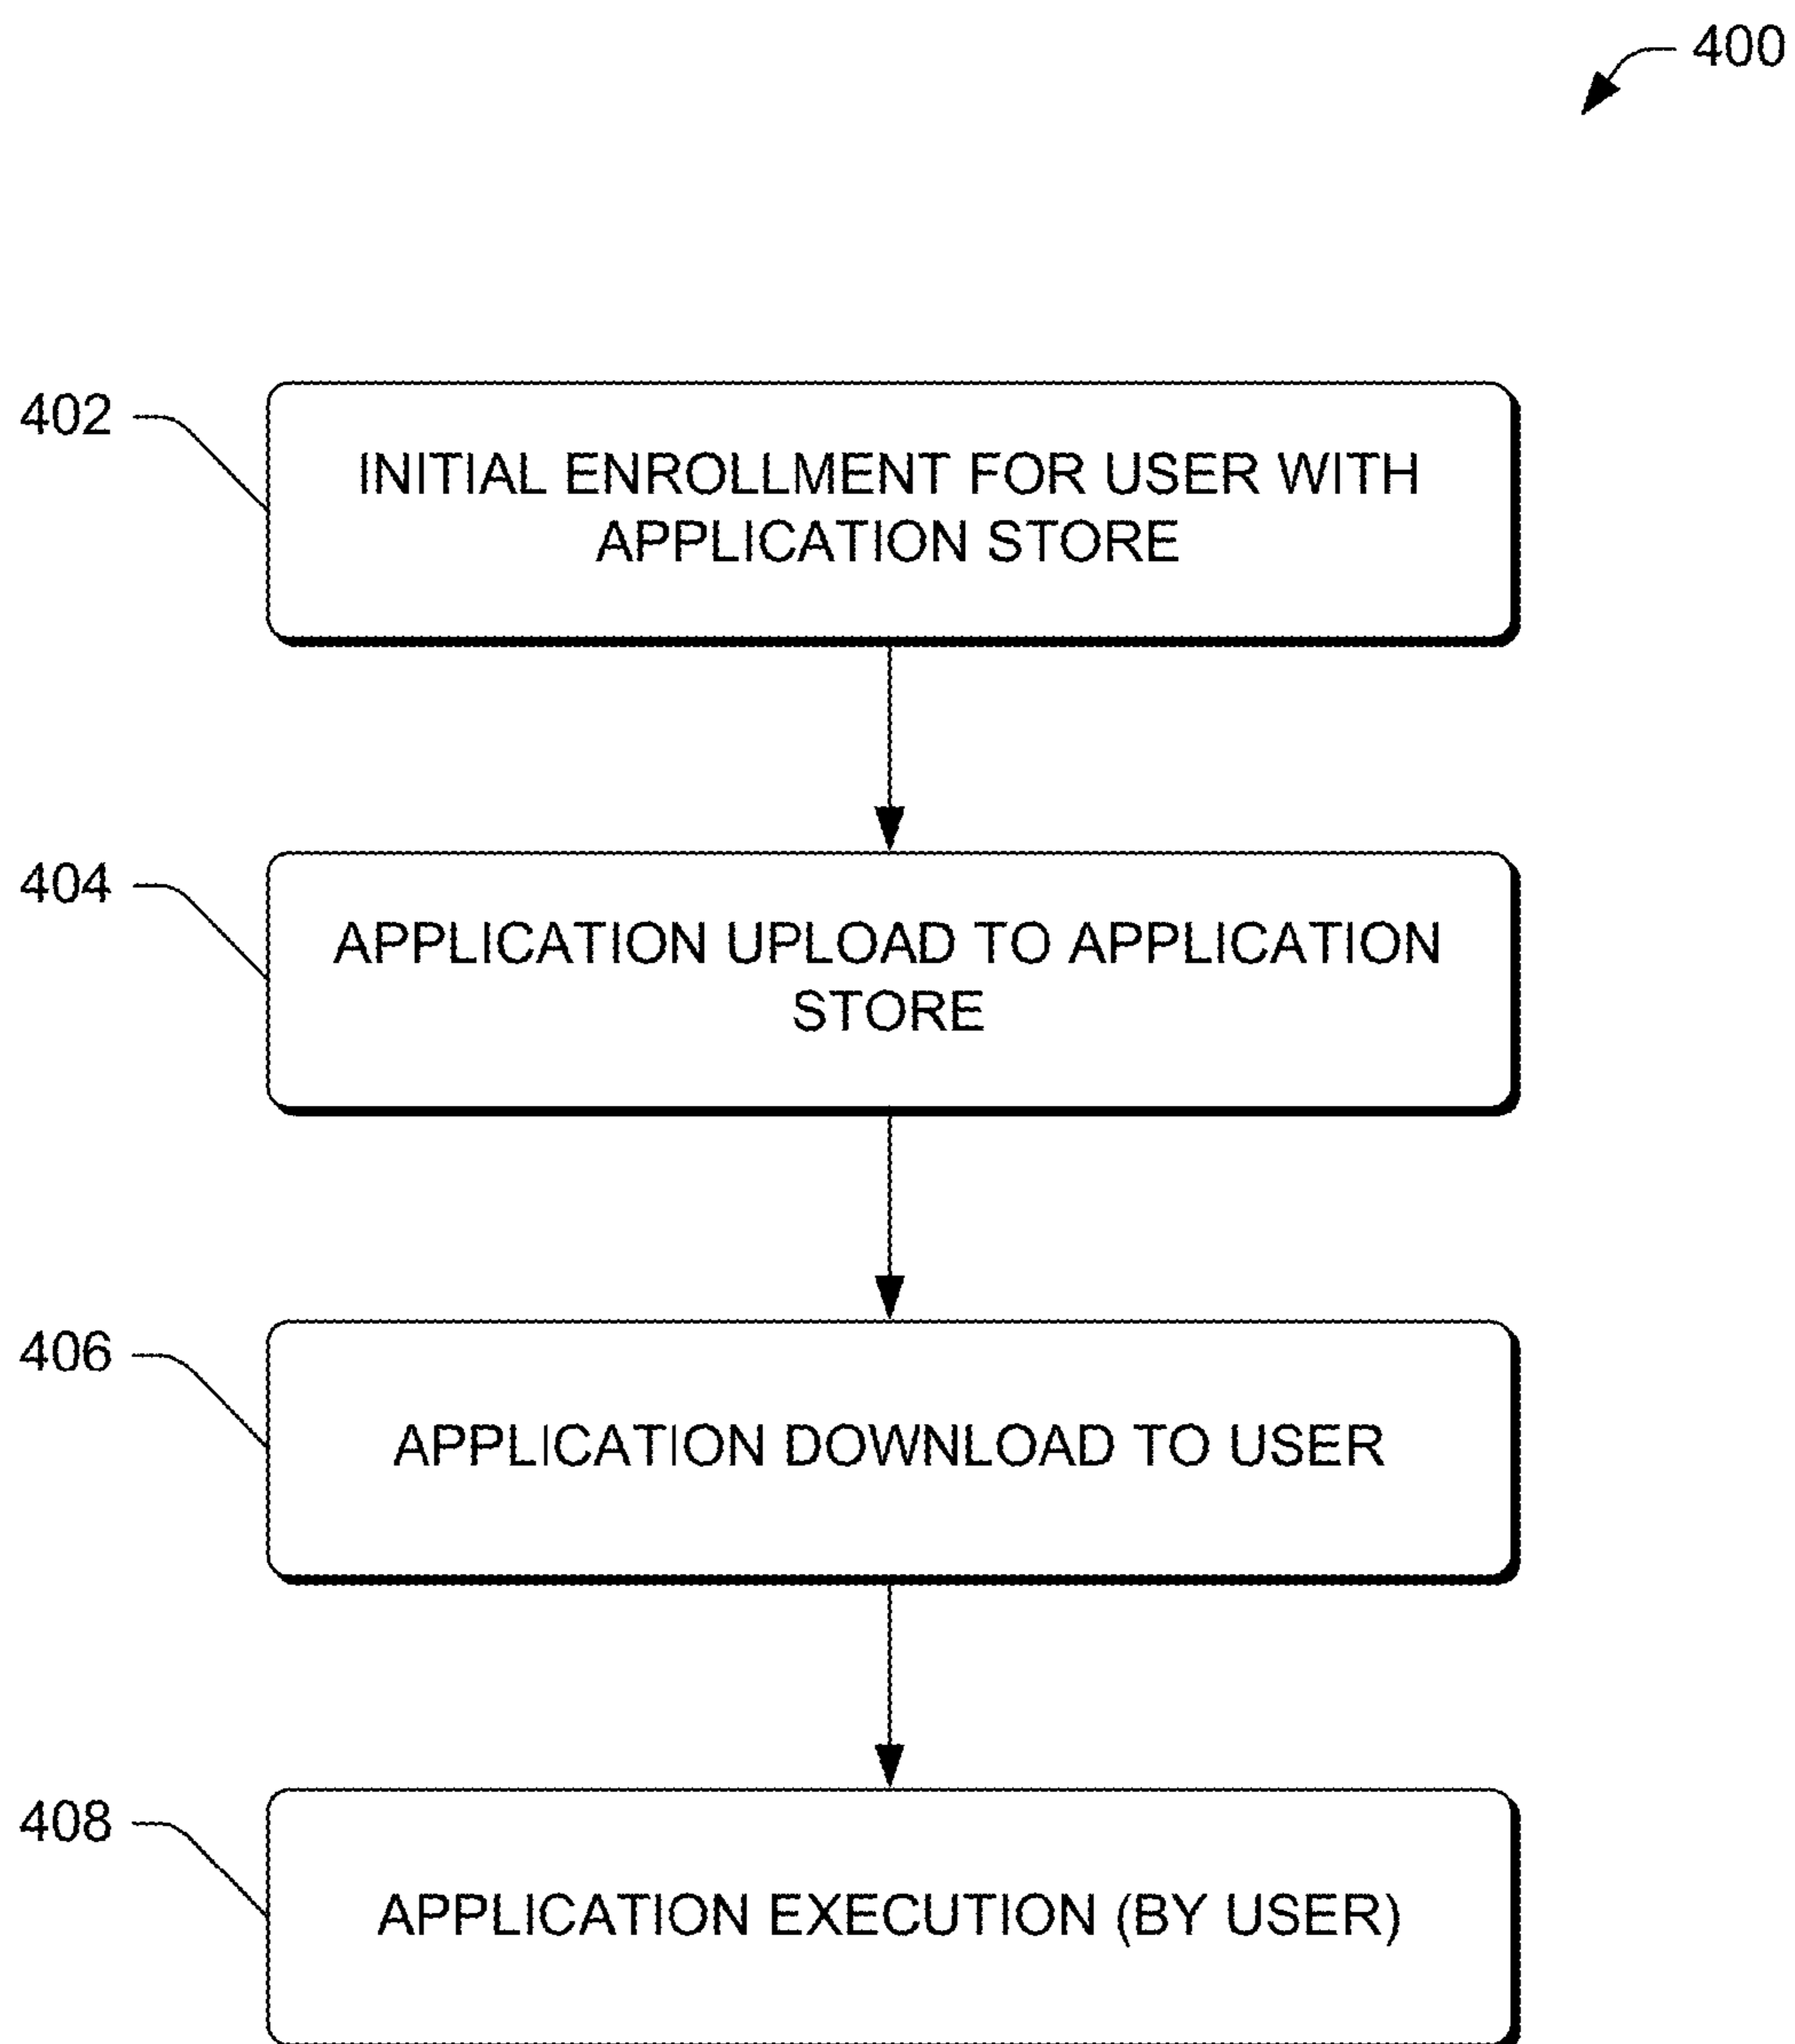 400
402
INITIAL ENROLLMENT FOR USER WITH
APPLICATION STORE
404
APPLICATION UPLOAD TO APPLICATION
STORE
406
APPLICATION DOWNLOAD TO USER
408
APPLICATION EXECUTION (BY USER)